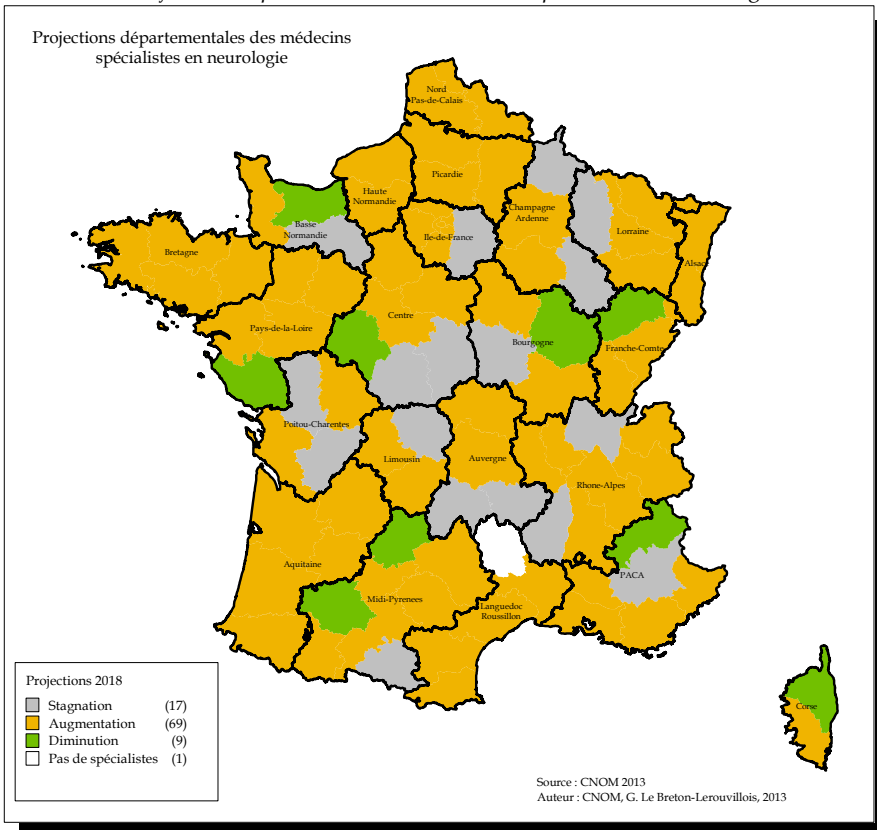 Projections départementales des médecins
spécialistes en neurologie
Nord
Pas-de-Calais
Picardie
Haute
Normandie
Champagne
Ardenne
Basse
Normandie
Ile-de-France
Lorraine
Alsac
Bretagne
Centre
Pays-de-la-Loire
Bourgogne
Franche-Comte
Poitou-Charentes
Limousin
Auvergne
Rhone-Alpes
Aquitaine
PACA
Midi-Pyrenees
Languedoc
Roussillon
Corse
Projections 2018
Stagnation (17)
Augmentation (69)
Diminution (9)
Pas de spécialistes (1)
Source : CNOM 2013
Auteur : CNOM, G. Le Breton-Lerouvillois, 2013